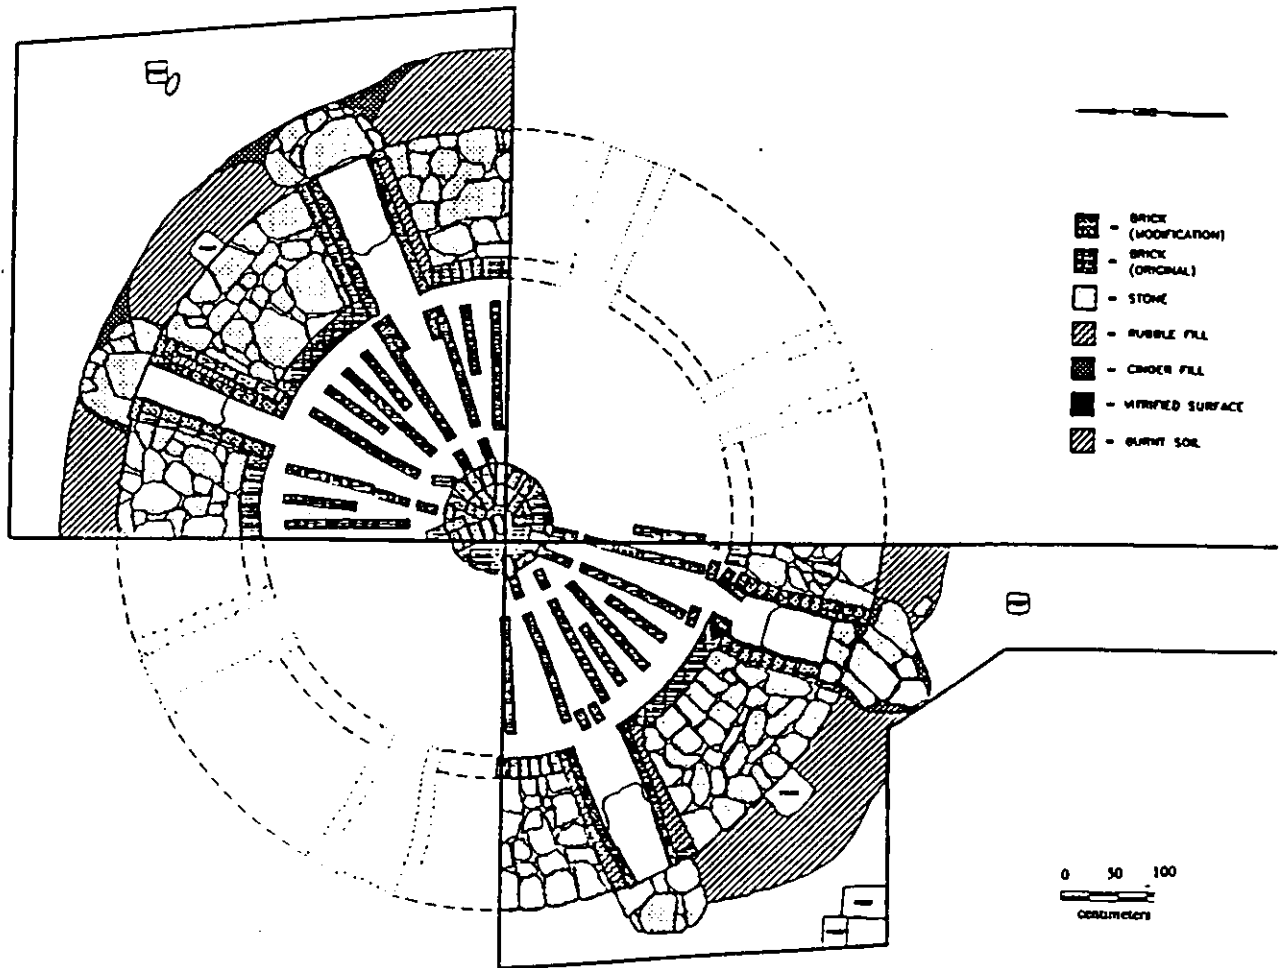 = BRICK
(MODIFICATION)
= BRICK
(ORIGINAL)
= STONE
= RUBBLE FILL
= CINDER FILL
= VITRIFIED SURFACE
= BURNT SOIL
0 50 100
centimeters